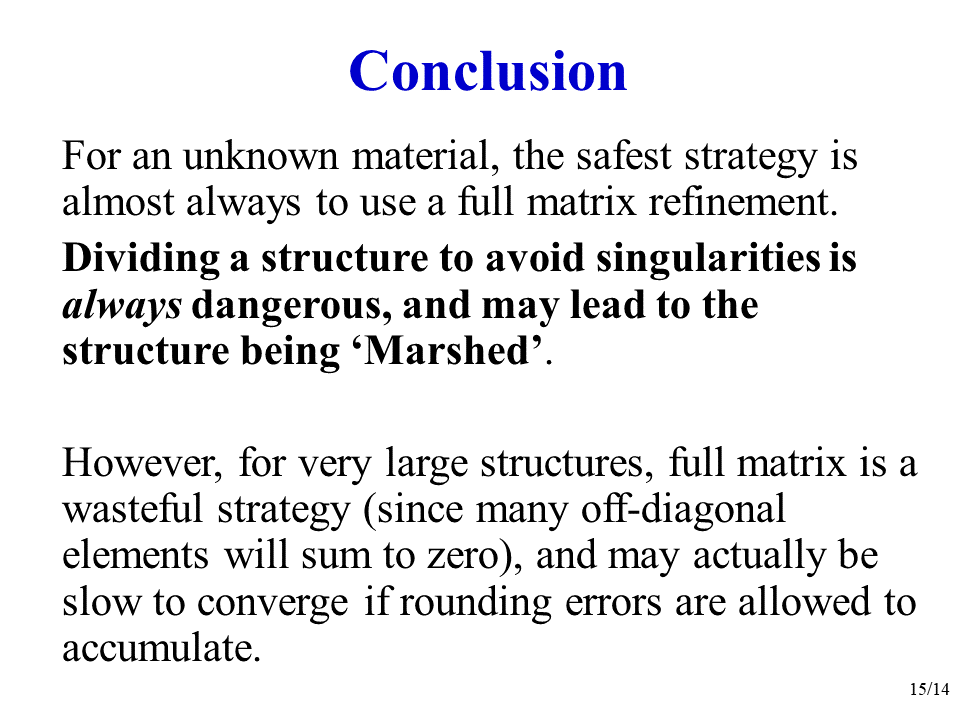 Conclusion
For an unknown material, the safest strategy is
almost always to use a full matrix refinement.
Dividing a structure to avoid singularities is
always dangerous, and may lead to the
structure being ‘Marshed’.
However, for very large structures, full matrix is a
wasteful strategy (since many off-diagonal
elements will sum to zero), and may actually be
slow to converge if rounding errors are allowed to
accumulate.
15/14